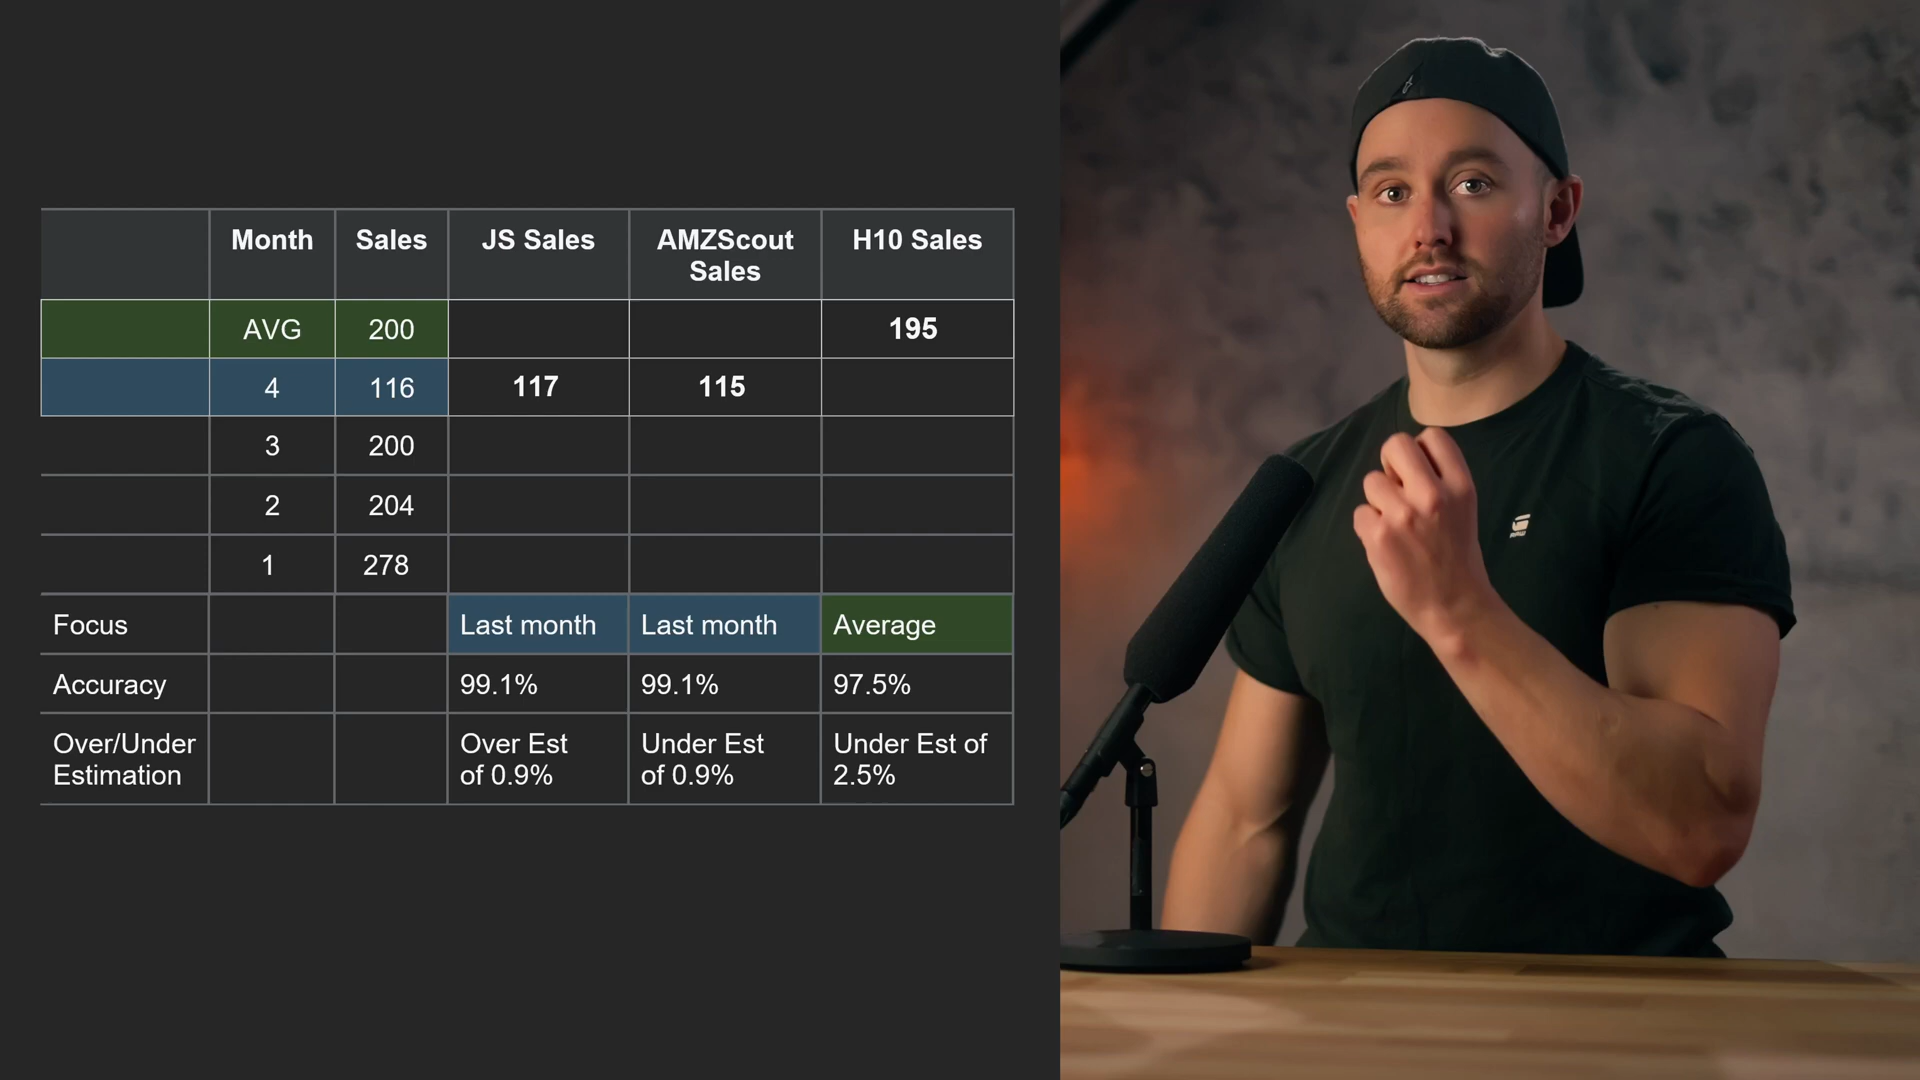 Month Sales JS Sales AMZScout H10 Sales
Sales
AVG 200 195
4 116 117 115
3 200
2 204
1 278
Focus Last month Last month Average
Accuracy 99.1% 99.1% 97.5%
Over/Under Over Est Under Est Under Est of
Estimation of 0.9% of 0.9% 2.5%